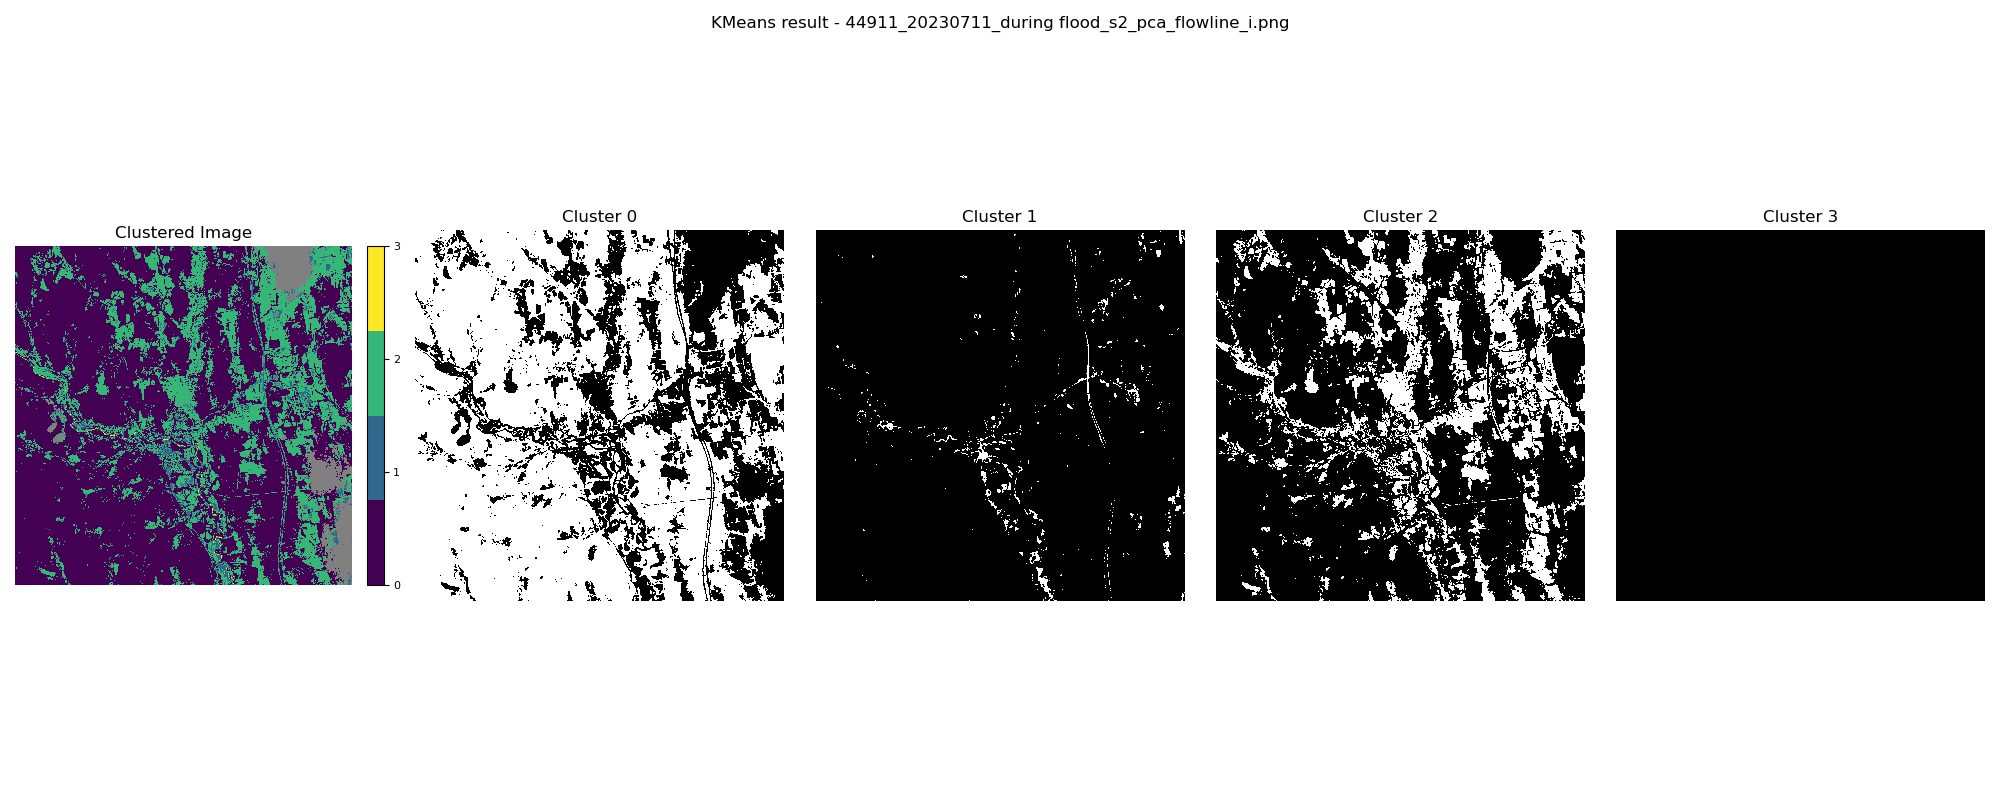 KMeans result - 44911_20230711_during flood_s2_pca_flowline_i.png
Clustered Image
3
2
1
0
Cluster 0
Cluster 1
Cluster 2
Cluster 3